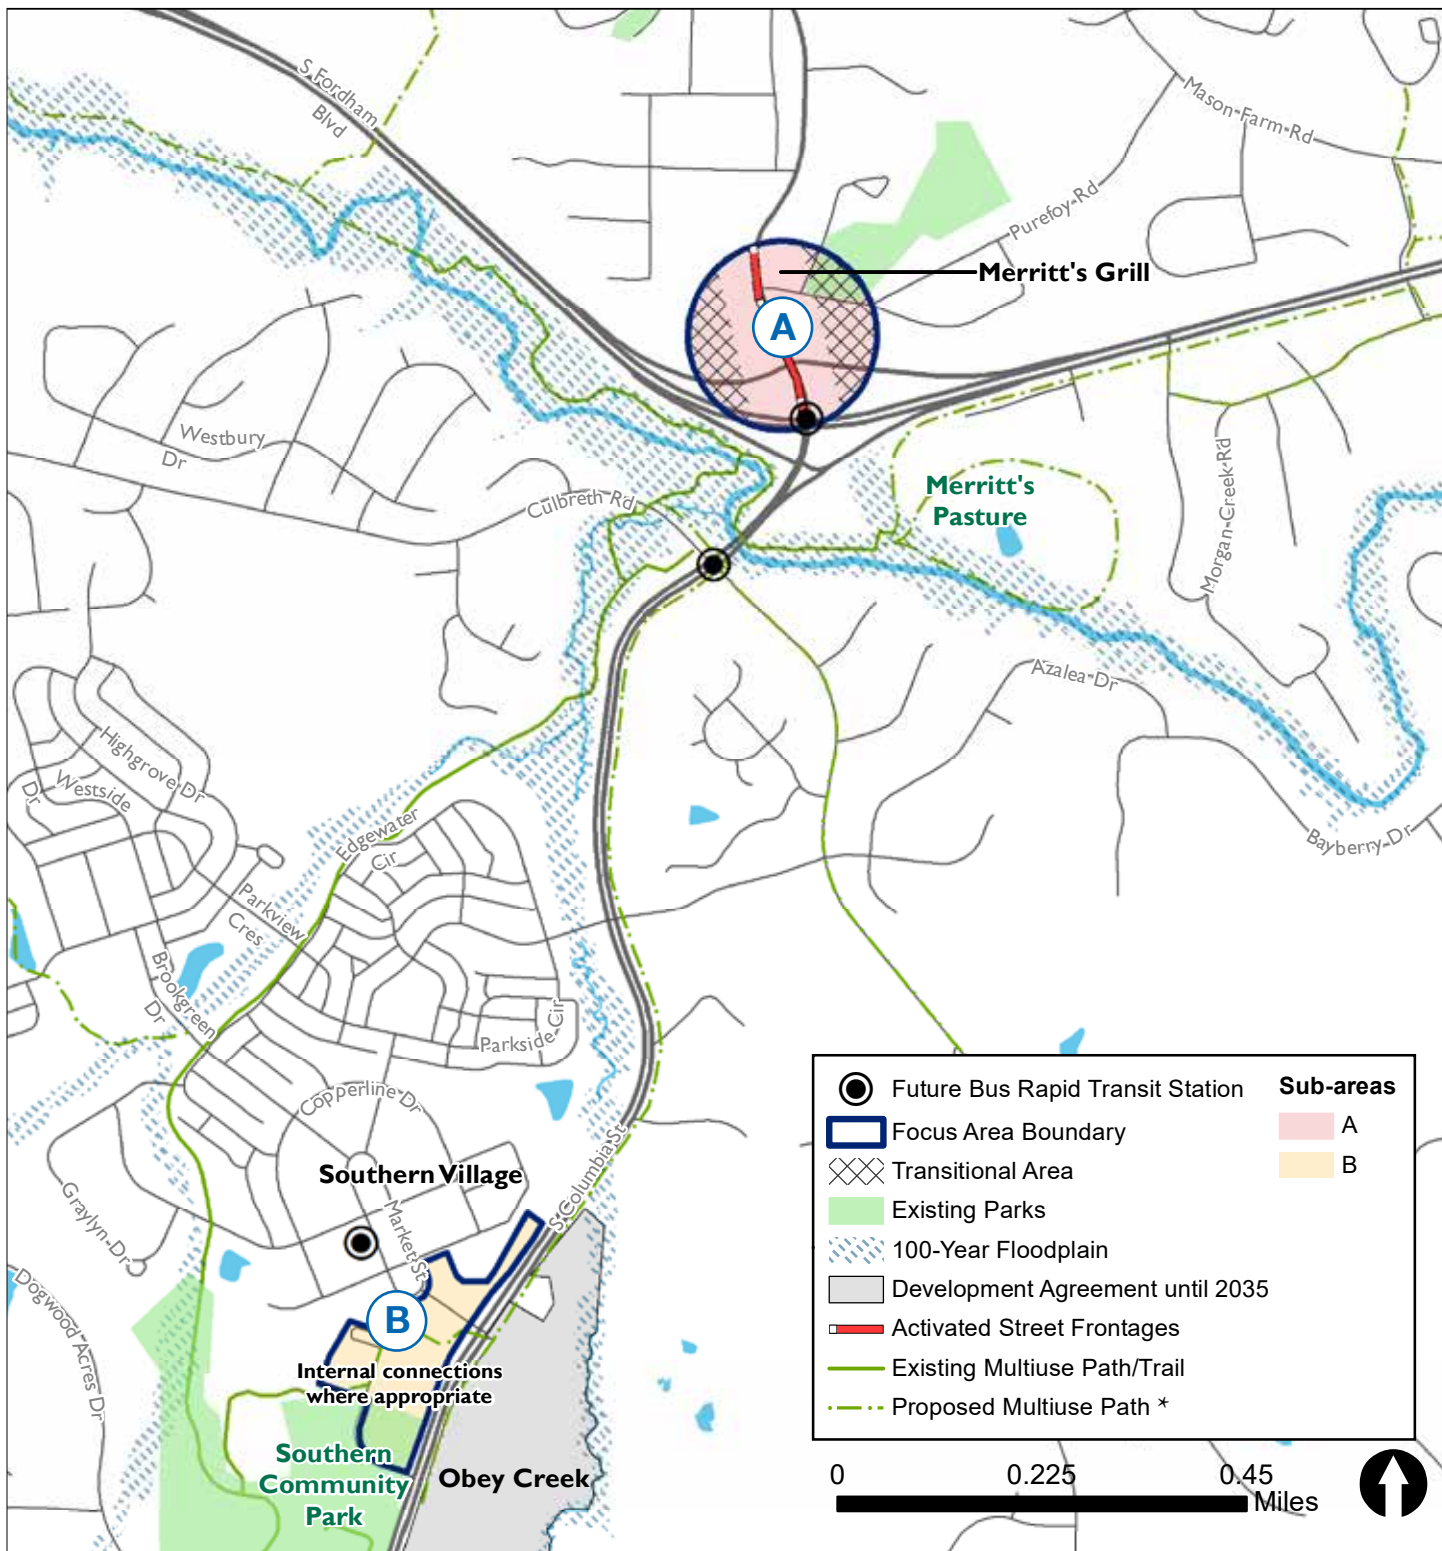 S Fordham
Blvd
Mason Farm Rd
Purefoy Rd
Merritt's Grill
A
Westbury
Dr
Culbreth Rd
Merritt's
Pasture
Morgan Creek Rd
Azalea Dr
Bayberry Dr
Highgrove Dr
Westside
Dr
Edgewater
Cir
Parkview
Cres
Brookgreen
Dr
Parkside Cir
Copperline Dr
Southern Village
S Columbia St
Graylyn Dr
Market St
Dogwood Acres Dr
B
Internal connections
where appropriate
Southern
Community
Park
Obey Creek
Future Bus Rapid Transit Station
Focus Area Boundary
Transitional Area
Existing Parks
100-Year Floodplain
Development Agreement until 2035
Activated Street Frontages
Existing Multiuse Path/Trail
Proposed Multiuse Path *
Sub-areas
A
B
0 0.225 0.45
Miles